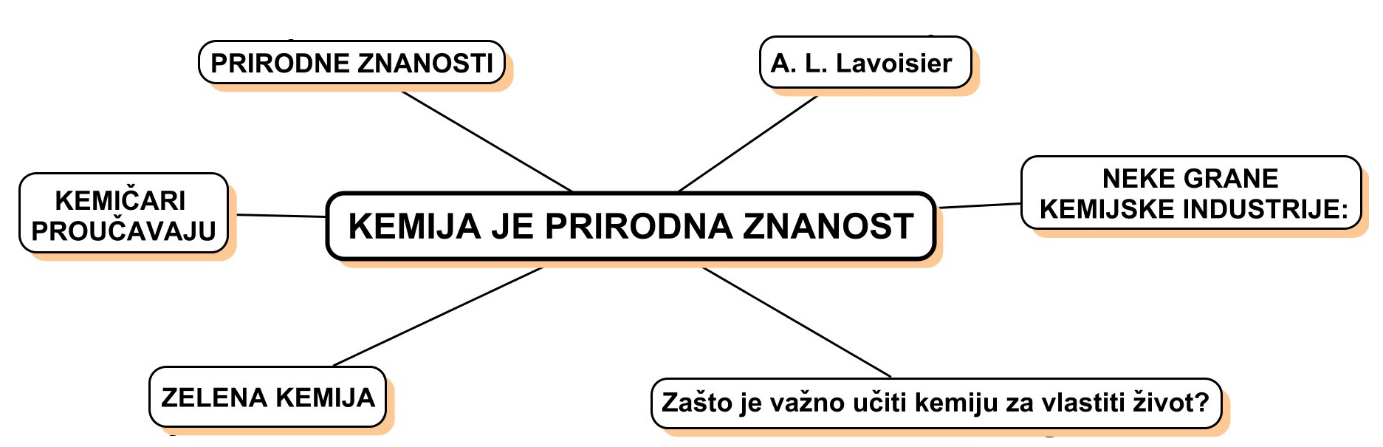 PRIRODNE ZNANOSTI
A. L. Lavoisier
KEMIČARI
PROUČAVAJU
KEMIJA JE PRIRODNA ZNANOST
NEKE GRANE
KEMIJSKE INDUSTRIJE:
ZELENA KEMIJA
Zašto je važno učiti kemiju za vlastiti život?